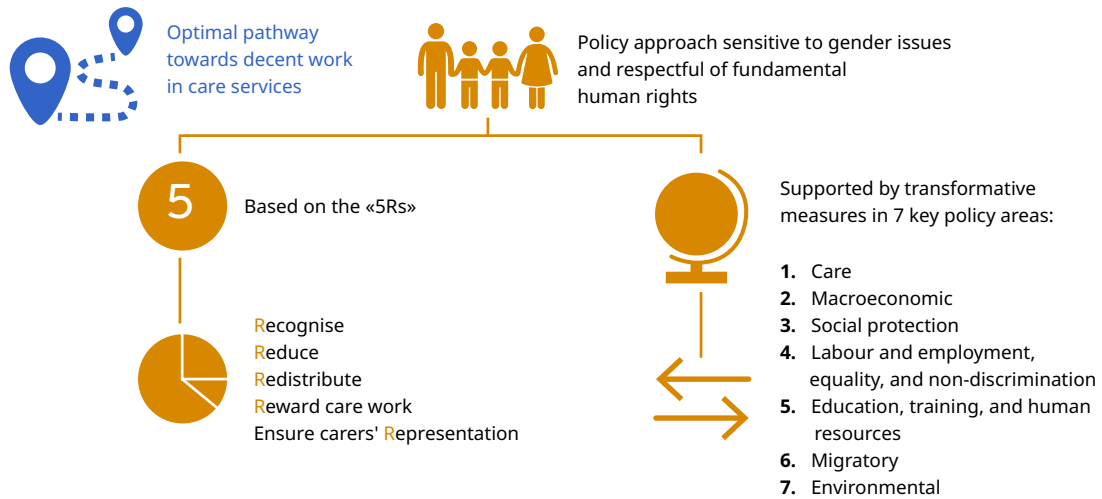 Optimal pathway
towards decent work
in care services
Policy approach sensitive to gender issues
and respectful of fundamental
human rights
5
Based on the «5Rs»
Recognise
Reduce
Redistribute
Reward care work
Ensure carers' Representation
Supported by transformative
measures in 7 key policy areas:
1. Care
2. Macroeconomic
3. Social protection
4. Labour and employment,
equality, and non-discrimination
5. Education, training, and human
resources
6. Migratory
7. Environmental